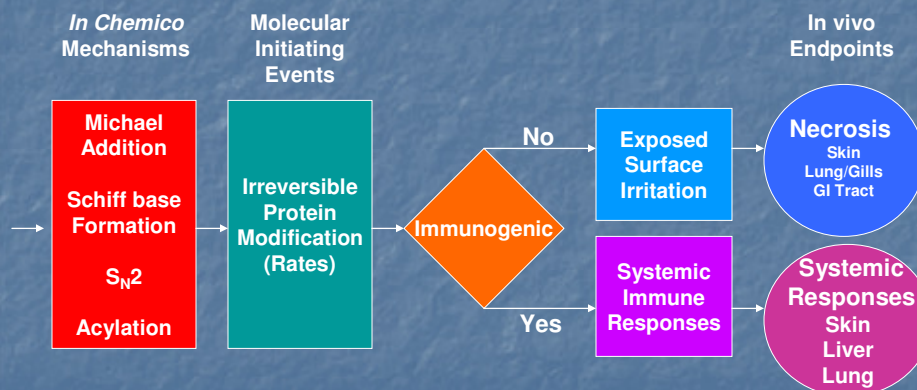 In Chemico
Mechanisms
Molecular
Initiating
Events
In vivo
Endpoints
Michael
Addition
Schiff base
Formation
SN2
Acylation
Irreversible
Protein
Modification
(Rates)
Immunogenic
No
Yes
Exposed
Surface
Irritation
Systemic
Immune
Responses
Necrosis
Skin
Lung/Gills
GI Tract
Systemic
Responses
Skin
Liver
Lung